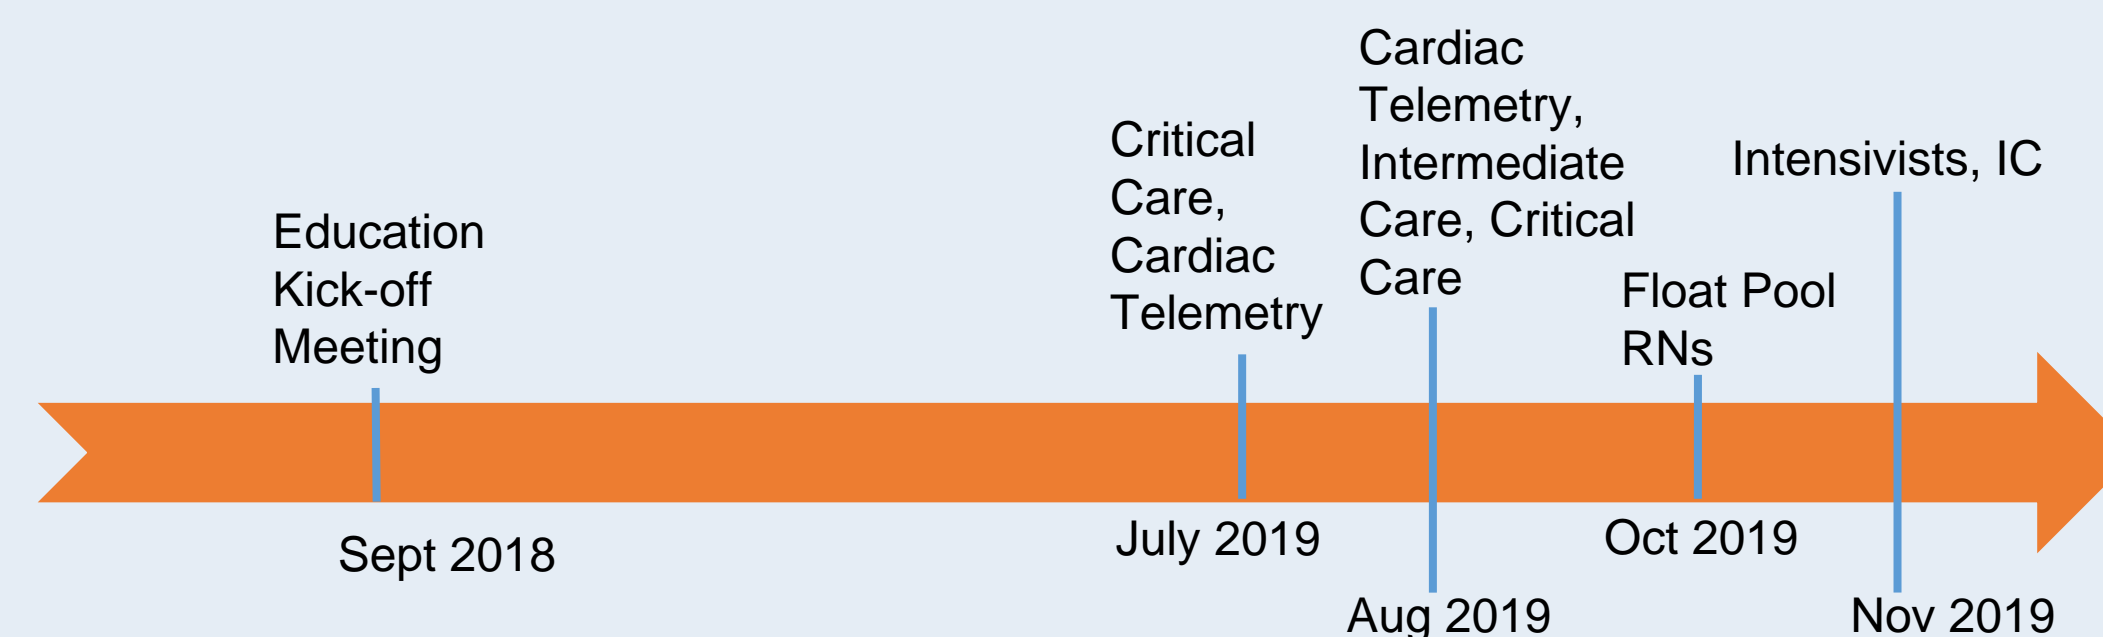 Education
Kick-off
Meeting
Sept 2018
Critical
Care,
Cardiac
Telemetry
July 2019
Cardiac
Telemetry,
Intermediate
Care, Critical
Care
Aug 2019
Float Pool
RNs
Oct 2019
Intensivists, IC
Nov 2019